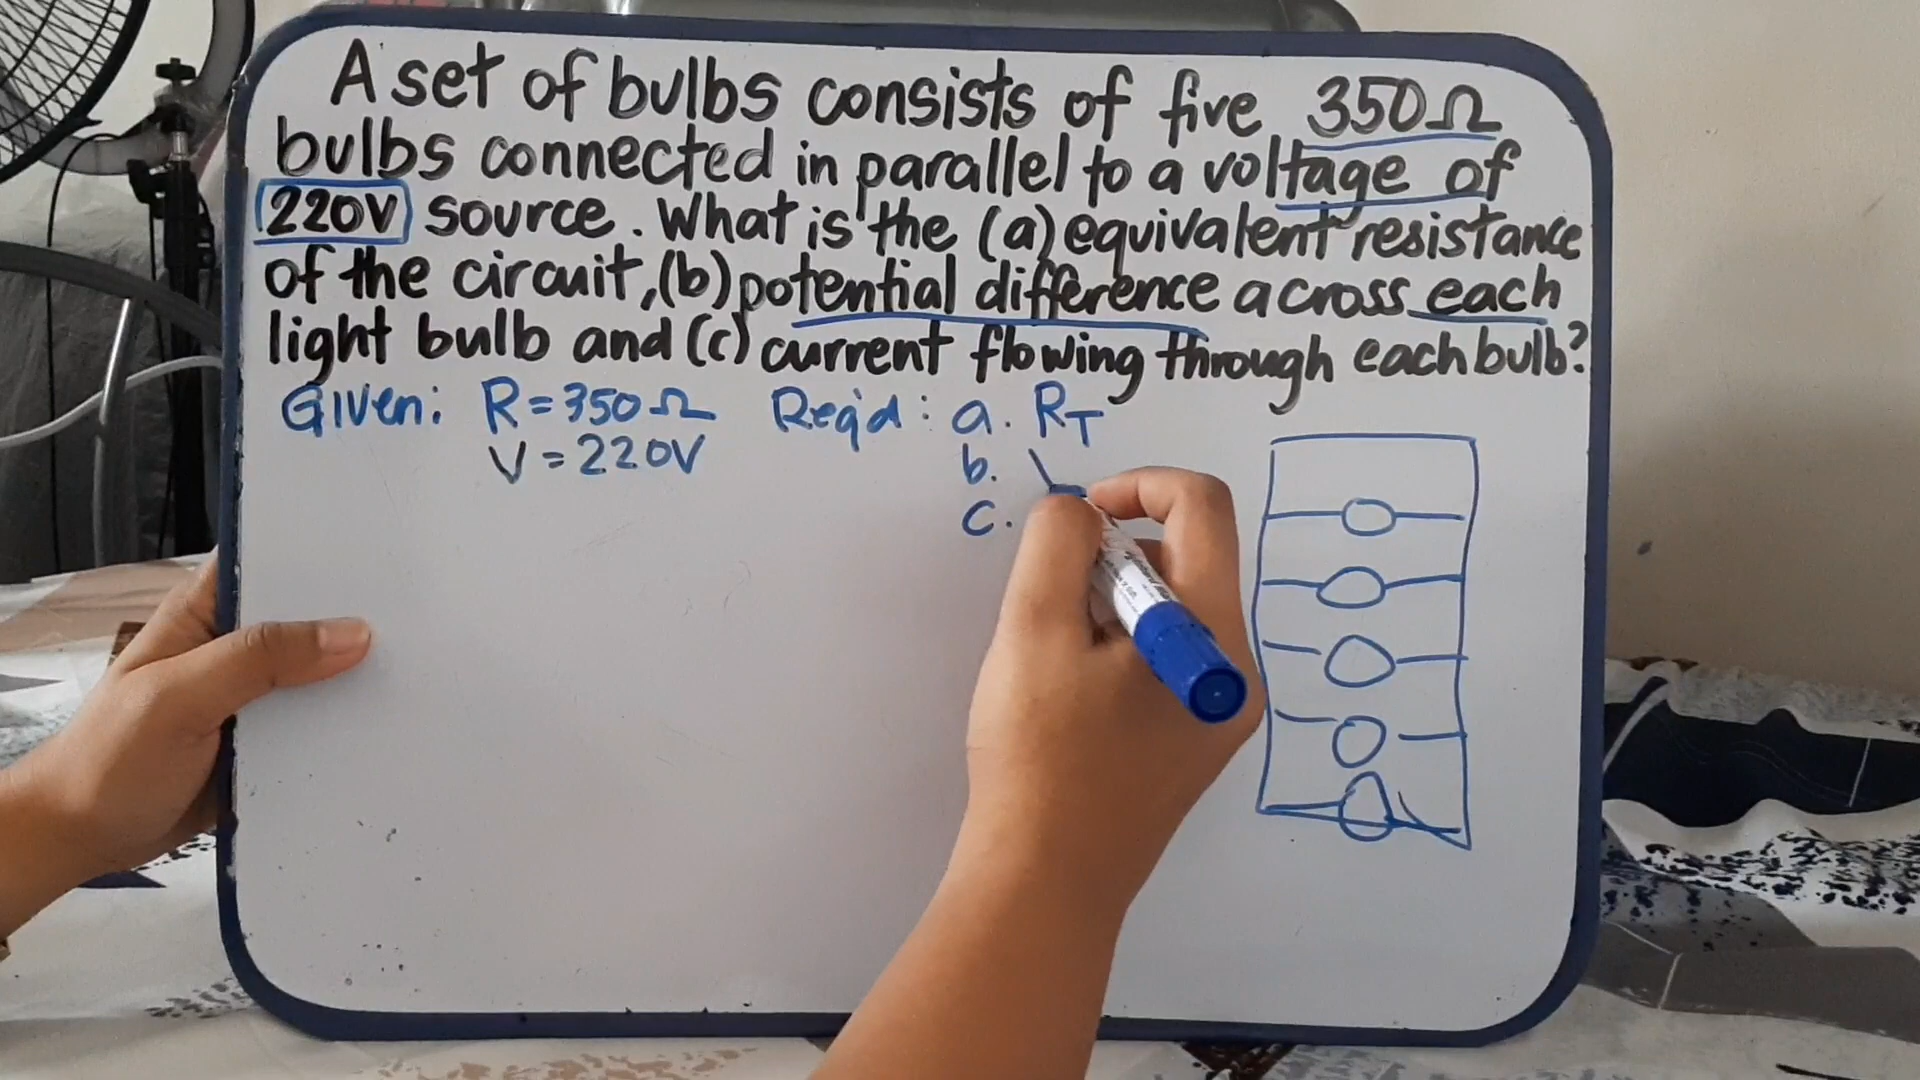 A set of bulbs consists of five 350Ω
bulbs connected in parallel to a voltage of
220V source. What is the (a) equivalent resistance
of the circuit, (b) potential difference across each
light bulb and (c) current flowing through each bulb?
Given: R = 350Ω Req'd: a. RT
V = 220V b.
c.